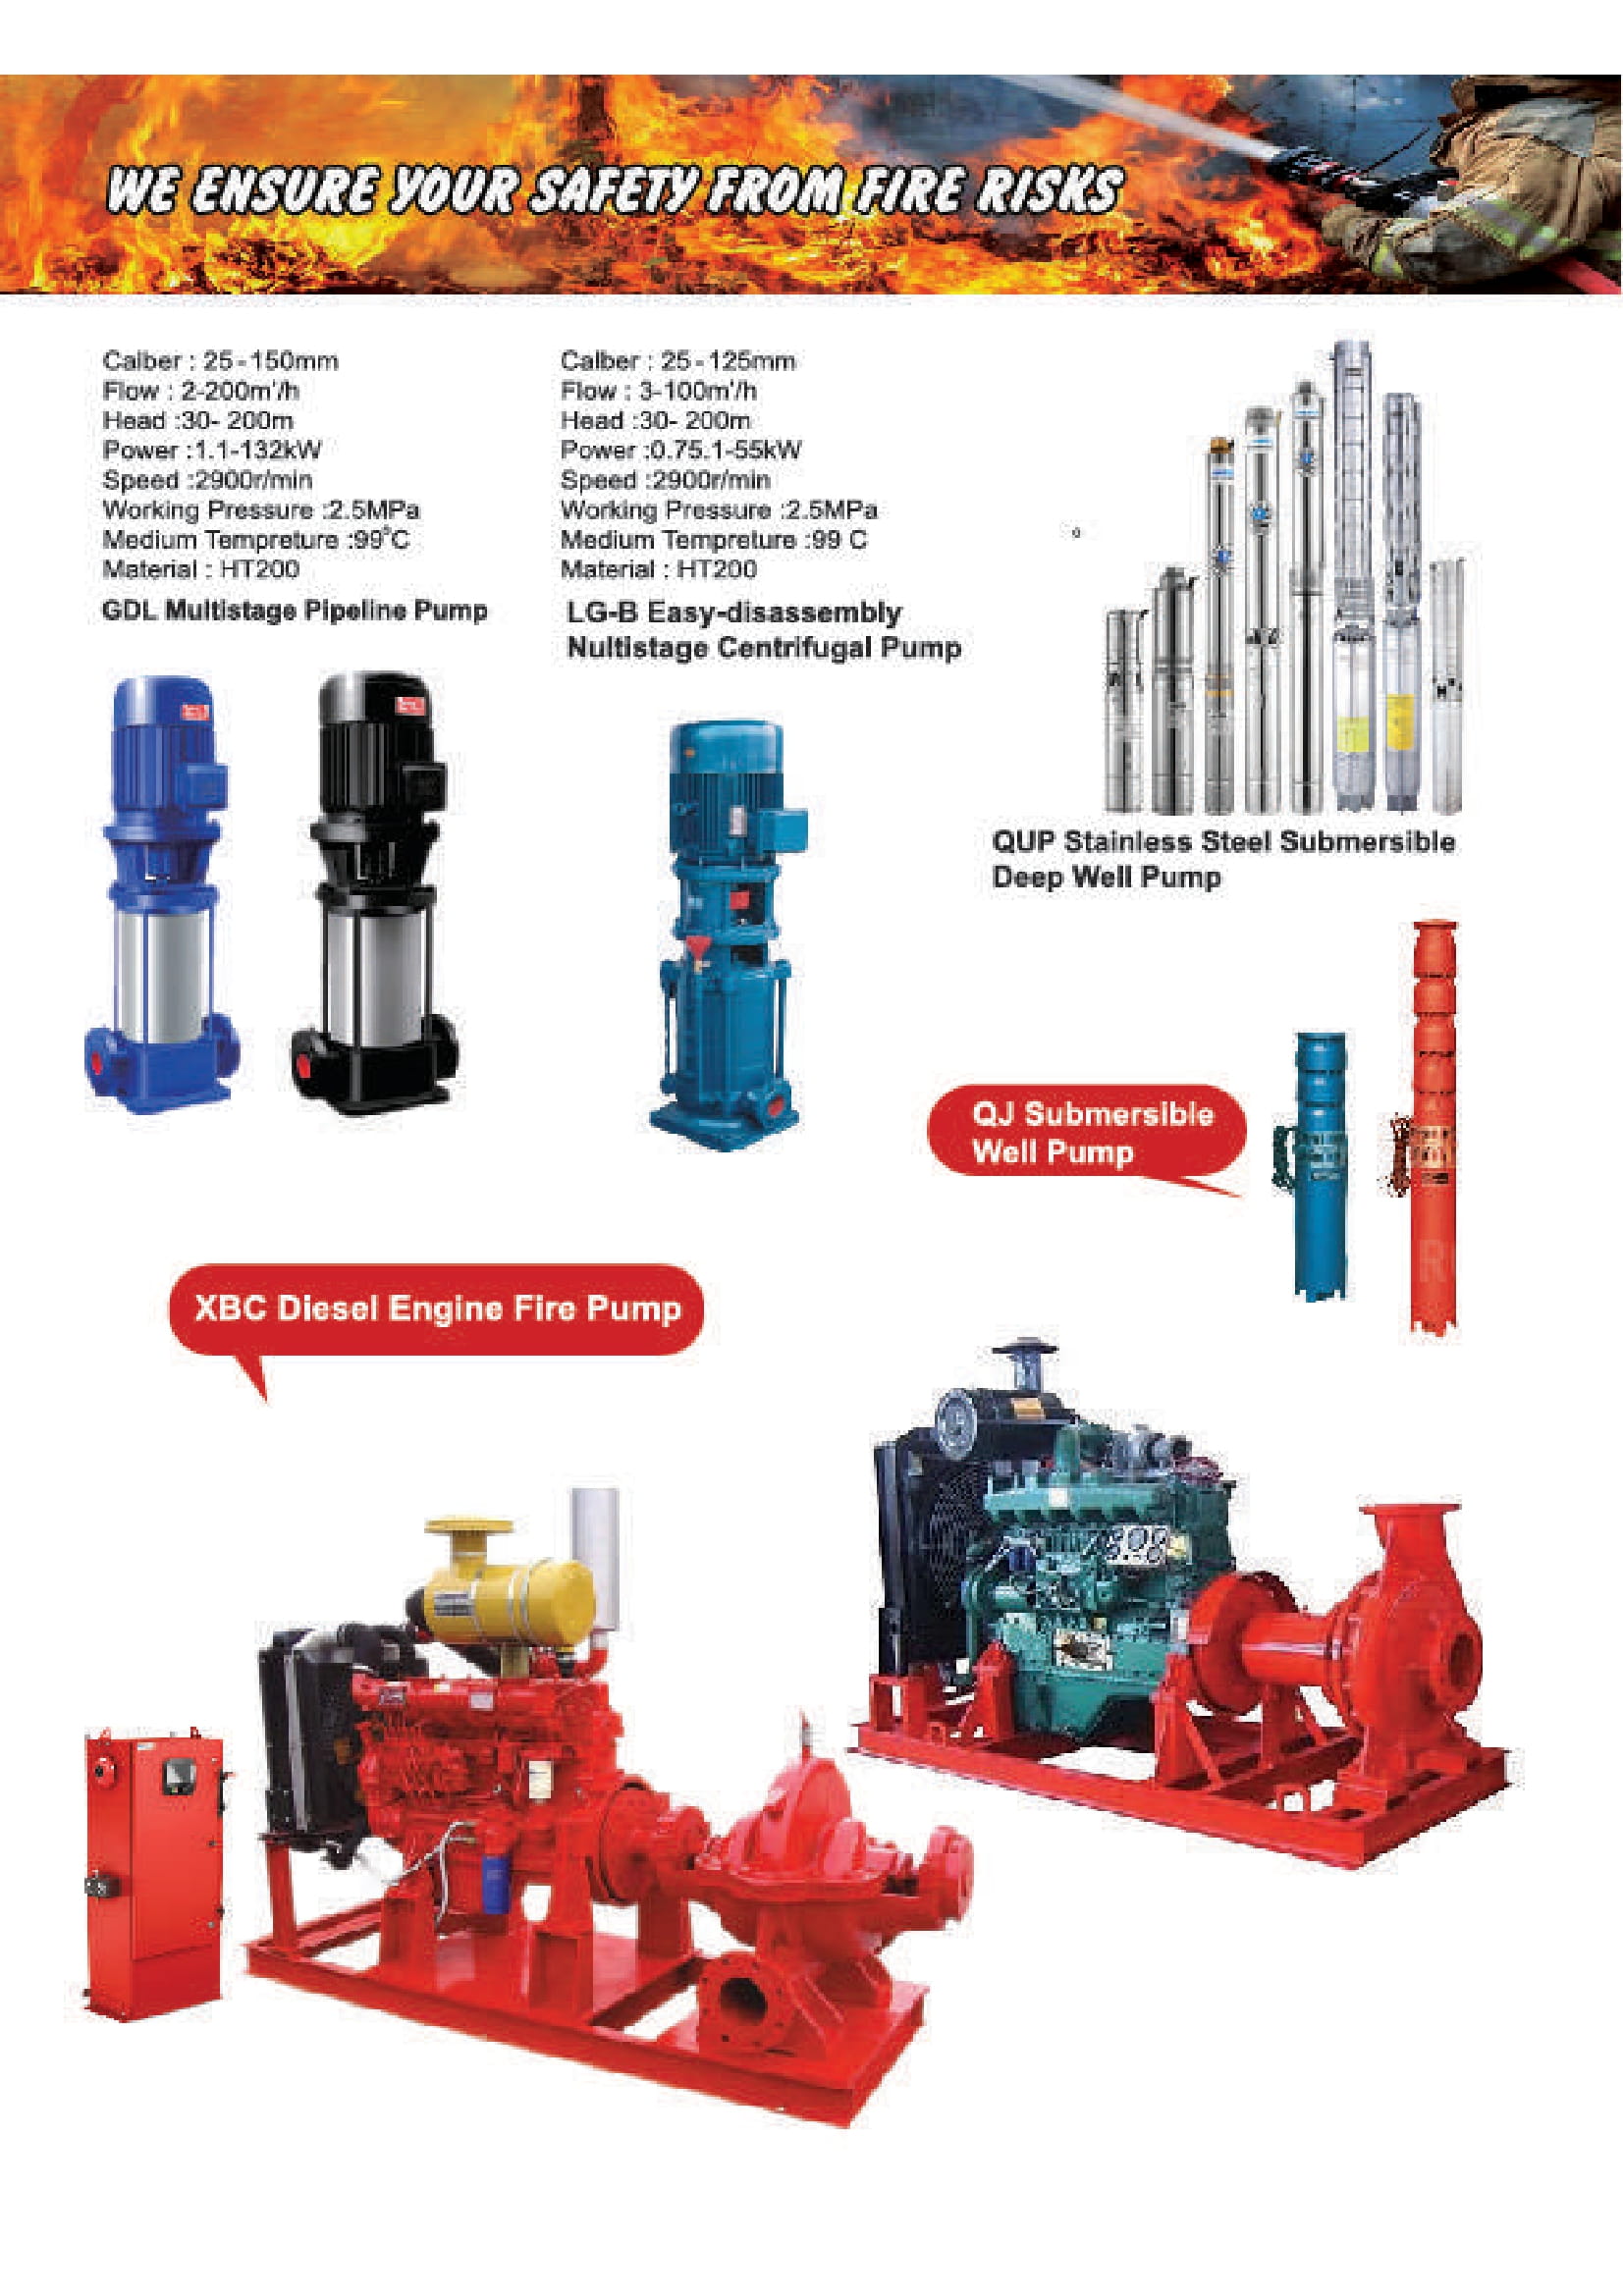 WE ENSURE YOUR SAFETY FROM FIRE RISKS
Calber : 25-150mm
Flow : 2-200m³/h
Head :30- 200m
Power :1.1-132kW
Speed :2900r/min
Working Pressure :2.5MPa
Medium Tempreture :99°C
Material : HT200
GDL Multistage Pipeline Pump
Calber : 25-125mm
Flow : 3-100m³/h
Head :30- 200m
Power :0.75.1-55kW
Speed :2900r/min
Working Pressure :2.5MPa
Medium Tempreture :99 C
Material : HT200
LG-B Easy-disassembly
Nultistage Centrifugal Pump
QUP Stainless Steel Submersible
Deep Well Pump
QJ Submersible
Well Pump
XBC Diesel Engine Fire Pump